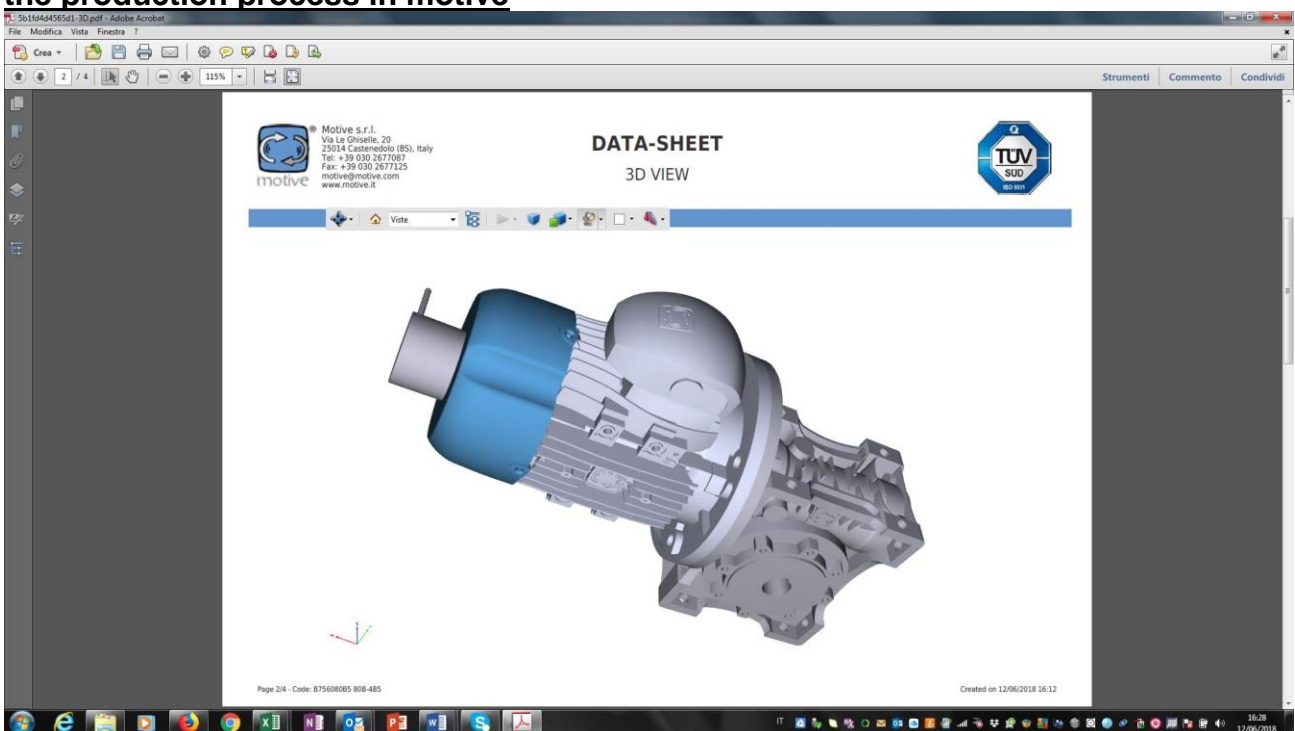 the production process in motive
5b1fd4d4565d1-3D.pdf - Adobe Acrobat
File Modifica Vista Finestra ?
Crea
2 / 4 115%
Strumenti Commento Condividi
motive
Motive s.r.l.
Via Le Ghiselle, 20
25014 Castenedolo (BS), Italy
Tel: +39 030 2677087
Fax: +39 030 2677125
motive@motive.com
www.motive.it
DATA-SHEET
3D VIEW
TÜV
SUD
ISO 9001
Viste
Page 2/4 - Code: B756080B5 80B-4B5
Created on 12/06/2018 16:12
IT
16:28
12/06/2018